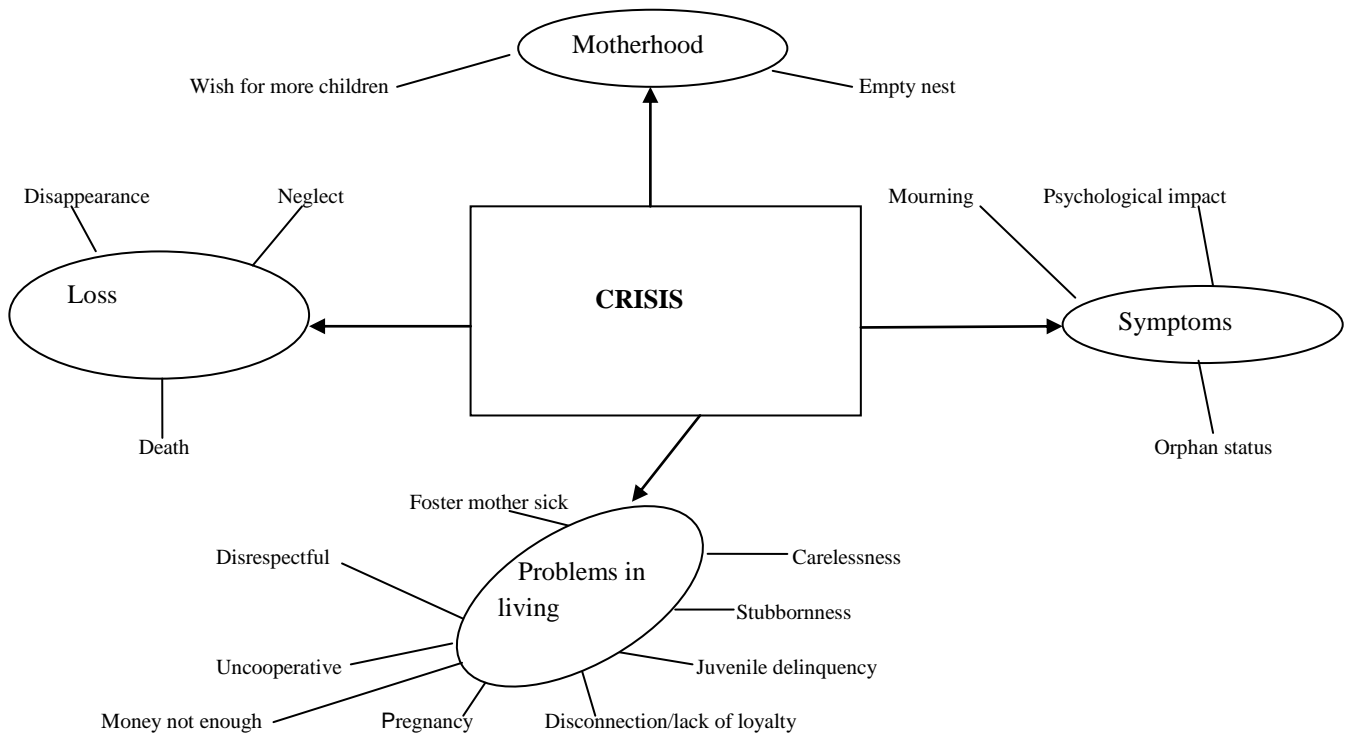 Motherhood
Wish for more children
Empty nest
Disappearance
Neglect
Mourning
Psychological impact
Loss
CRISIS
Symptoms
Death
Orphan status
Foster mother sick
Disrespectful
Carelessness
Problems in
living
Stubbornness
Uncooperative
Juvenile delinquency
Money not enough
Pregnancy
Disconnection/lack of loyalty